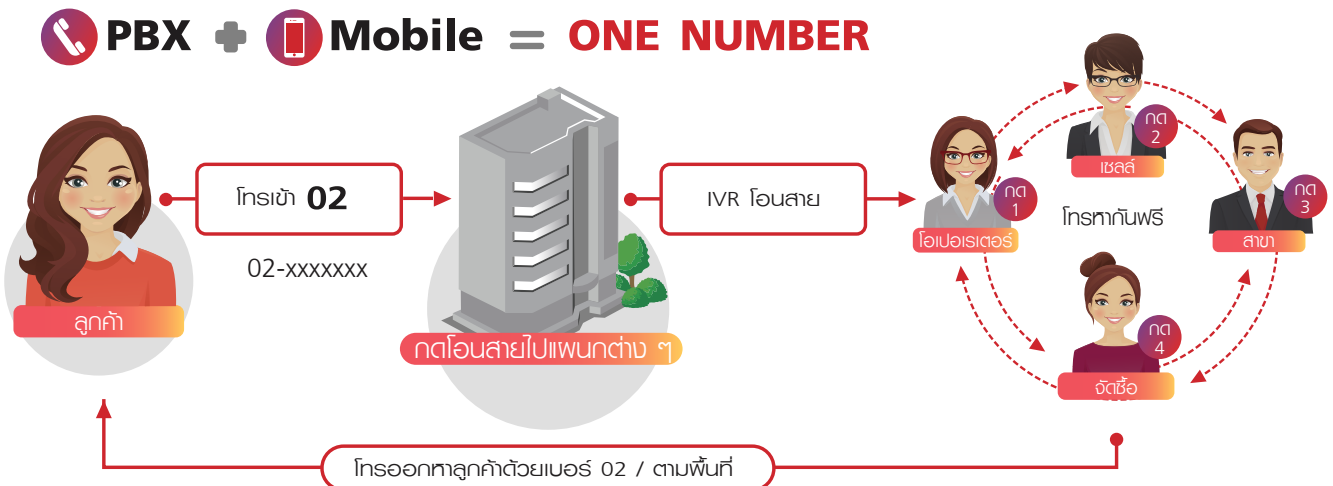 PBX + Mobile = ONE NUMBER
โทรเข้า 02
02-xxxxxxx
ลูกค้า
กดโอนสายไปแผนกต่าง ๆ
IVR โอนสาย
กด
1
โอเปอเรเตอร์
กด
2
เซลล์
กด
3
สาขา
โทรหากันฟรี
กด
4
จัดซื้อ
โทรออกหาลูกค้าด้วยเบอร์ 02 / ตามพื้นที่